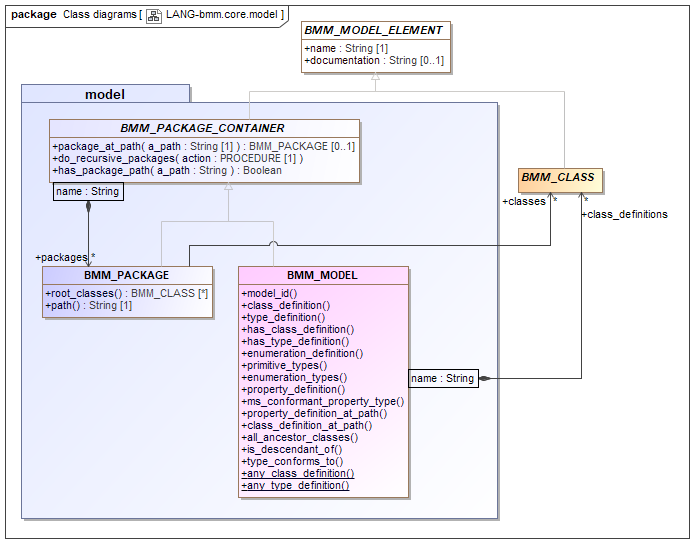 package Class diagrams [ LANG-bmm.core.model ]
BMM_MODEL_ELEMENT
+name : String [1]
+documentation : String [0..1]
model
BMM_PACKAGE_CONTAINER
+package_at_path( a_path : String [1] ) : BMM_PACKAGE [0..1]
+do_recursive_packages( action : PROCEDURE [1] )
+has_package_path( a_path : String ) : Boolean
name : String
BMM_CLASS
+classes *
*
+class_definitions
+packages *
BMM_PACKAGE
+root_classes() : BMM_CLASS [*]
+path() : String [1]
BMM_MODEL
+model_id()
+class_definition()
+type_definition()
+has_class_definition()
+has_type_definition()
+enumeration_definition()
+primitive_types()
+enumeration_types()
+property_definition()
+ms_conformant_property_type()
+property_definition_at_path()
+class_definition_at_path()
+all_ancestor_classes()
+is_descendant_of()
+type_conforms_to()
+any_class_definition()
+any_type_definition()
name : String